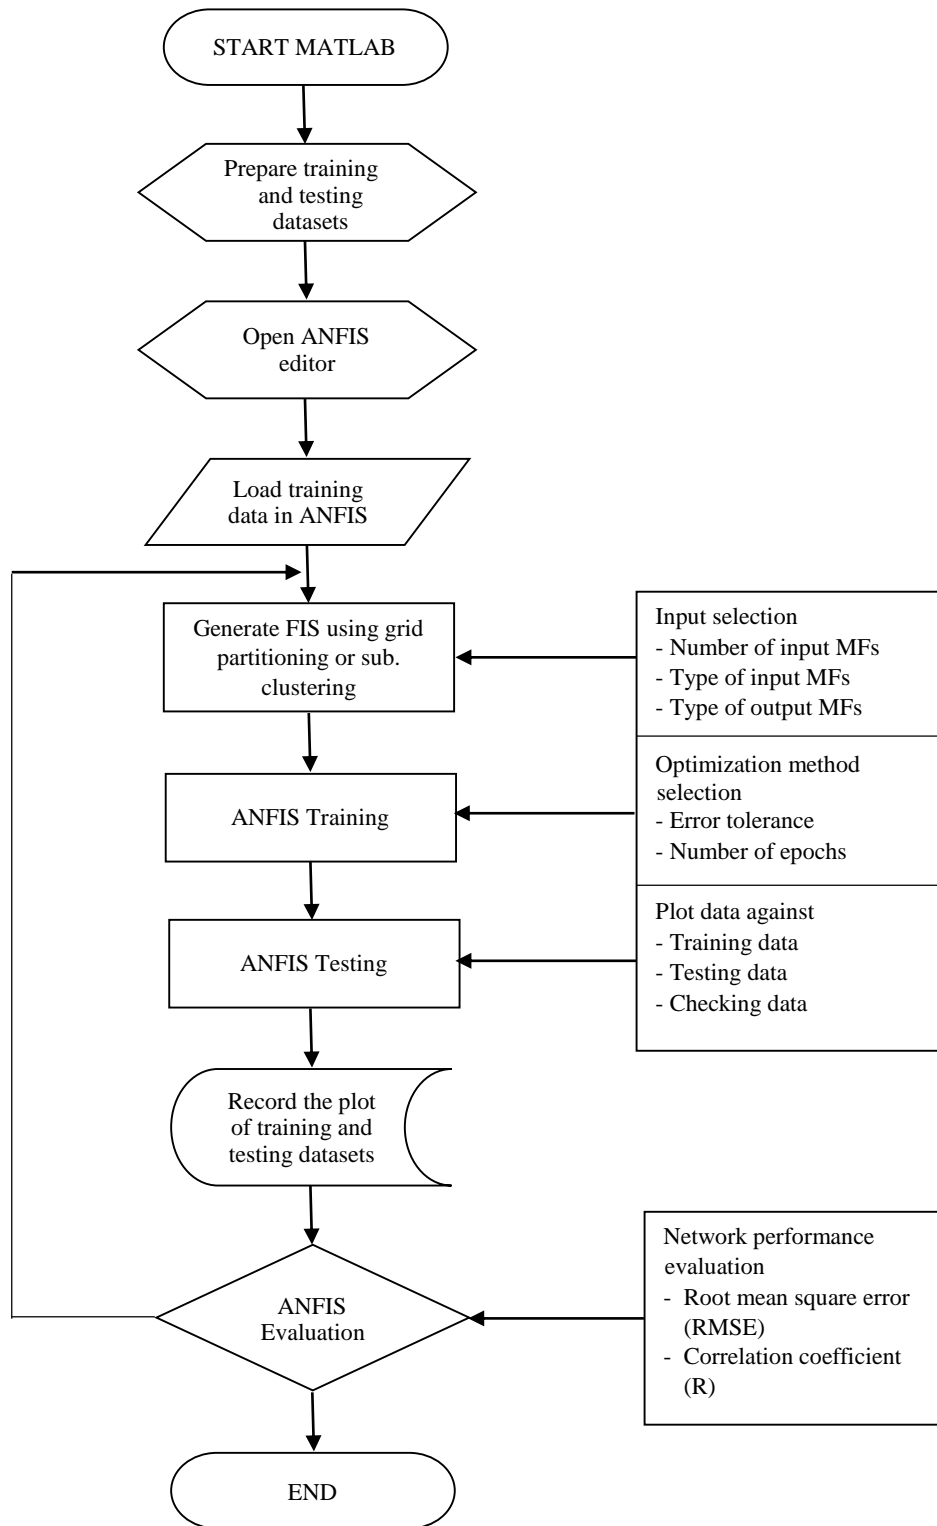 START MATLAB
Prepare training
and testing
datasets
Open ANFIS
editor
Load training
data in ANFIS
Generate FIS using grid
partitioning or sub.
clustering
Input selection
- Number of input MFs
- Type of input MFs
- Type of output MFs
ANFIS Training
Optimization method
selection
- Error tolerance
- Number of epochs
ANFIS Testing
Plot data against
- Training data
- Testing data
- Checking data
Record the plot
of training and
testing datasets
ANFIS
Evaluation
Network performance
evaluation
- Root mean square error
(RMSE)
- Correlation coefficient
(R)
END